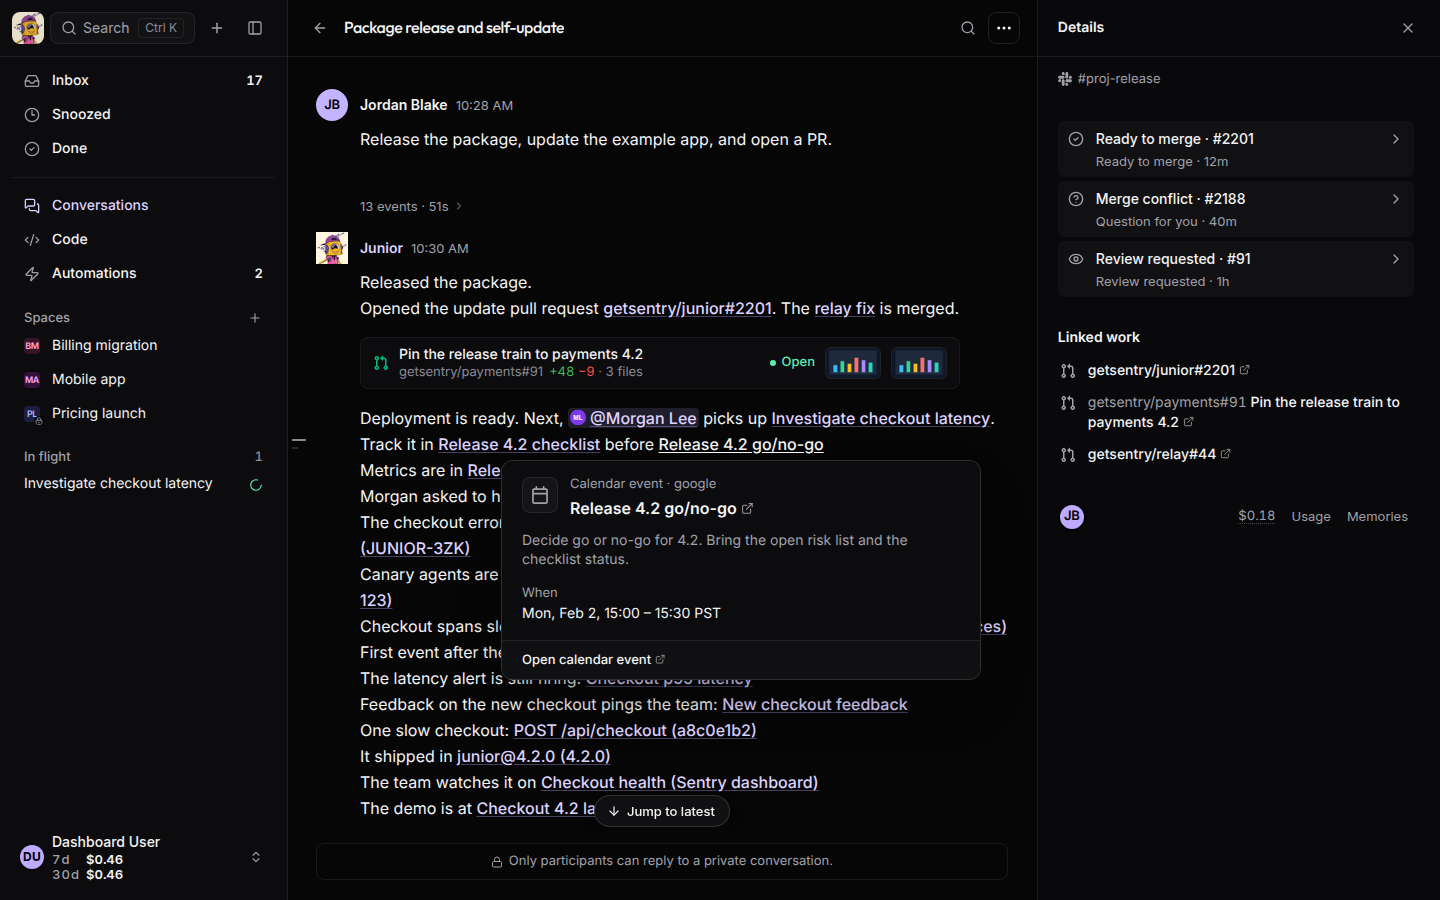 Search Ctrl K
Inbox 17
Snoozed
Done
Conversations
Code
Automations 2
Spaces
BM Billing migration
MA Mobile app
PL Pricing launch
In flight 1
Investigate checkout latency
DU Dashboard User
7d $0.46
30d $0.46
Package release and self-update
JB Jordan Blake 10:28 AM
Release the package, update the example app, and open a PR.
13 events · 51s
Junior 10:30 AM
Released the package.
Opened the update pull request getsentry/junior#2201. The relay fix is merged.
Pin the release train to payments 4.2
getsentry/payments#91 +48 −9 · 3 files
Open
Deployment is ready. Next, ML @Morgan Lee picks up Investigate checkout latency.
Track it in Release 4.2 checklist before Release 4.2 go/no-go
Metrics are in Rele
Morgan asked to h
The checkout error
(JUNIOR-3ZK)
Canary agents are
123)
Checkout spans slo
ces)
First event after the
The latency alert is still firing: Checkout p95 latency
Feedback on the new checkout pings the team: New checkout feedback
One slow checkout: POST /api/checkout (a8c0e1b2)
It shipped in junior@4.2.0 (4.2.0)
The team watches it on Checkout health (Sentry dashboard)
The demo is at Checkout 4.2 la
Calendar event · google
Release 4.2 go/no-go
Decide go or no-go for 4.2. Bring the open risk list and the
checklist status.
When
Mon, Feb 2, 15:00 – 15:30 PST
Open calendar event
Jump to latest
Only participants can reply to a private conversation.
Details
#proj-release
Ready to merge · #2201
Ready to merge · 12m
Merge conflict · #2188
Question for you · 40m
Review requested · #91
Review requested · 1h
Linked work
getsentry/junior#2201
getsentry/payments#91 Pin the release train to
payments 4.2
getsentry/relay#44
JB $0.18 Usage Memories